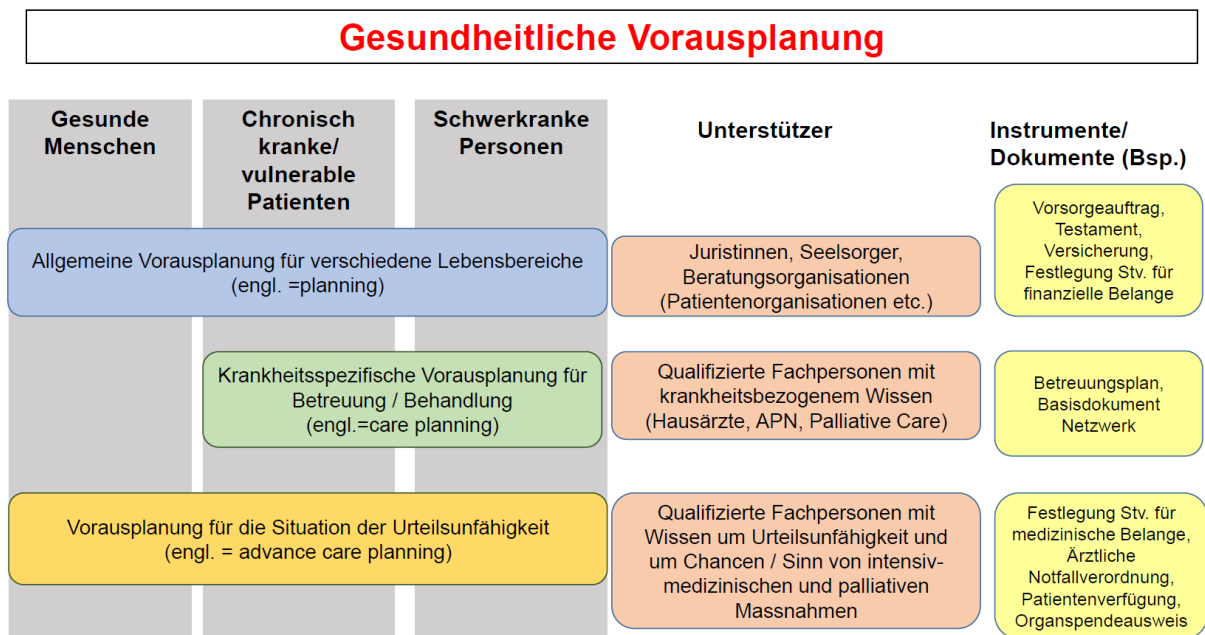 Gesundheitliche Vorausplanung
Gesunde
Menschen
Chronisch
kranke/
vulnerable
Patienten
Schwerkranke
Personen
Unterstützer
Instrumente/
Dokumente (Bsp.)
Allgemeine Vorausplanung für verschiedene Lebensbereiche
(engl. =planning)
Juristinnen, Seelsorger,
Beratungsorganisationen
(Patientenorganisationen etc.)
Vorsorgeauftrag,
Testament,
Versicherung,
Festlegung Stv. für
finanzielle Belange
Krankheitsspezifische Vorausplanung für
Betreuung / Behandlung
(engl.=care planning)
Qualifizierte Fachpersonen mit
krankheitsbezogenem Wissen
(Hausärzte, APN, Palliative Care)
Betreuungsplan,
Basisdokument
Netzwerk
Vorausplanung für die Situation der Urteilsunfähigkeit
(engl. = advance care planning)
Qualifizierte Fachpersonen mit
Wissen um Urteilsunfähigkeit und
um Chancen / Sinn von intensiv-
medizinischen und palliativen
Massnahmen
Festlegung Stv. für
medizinische Belange,
Ärztliche
Notfallverordnung,
Patientenverfügung,
Organspendeausweis